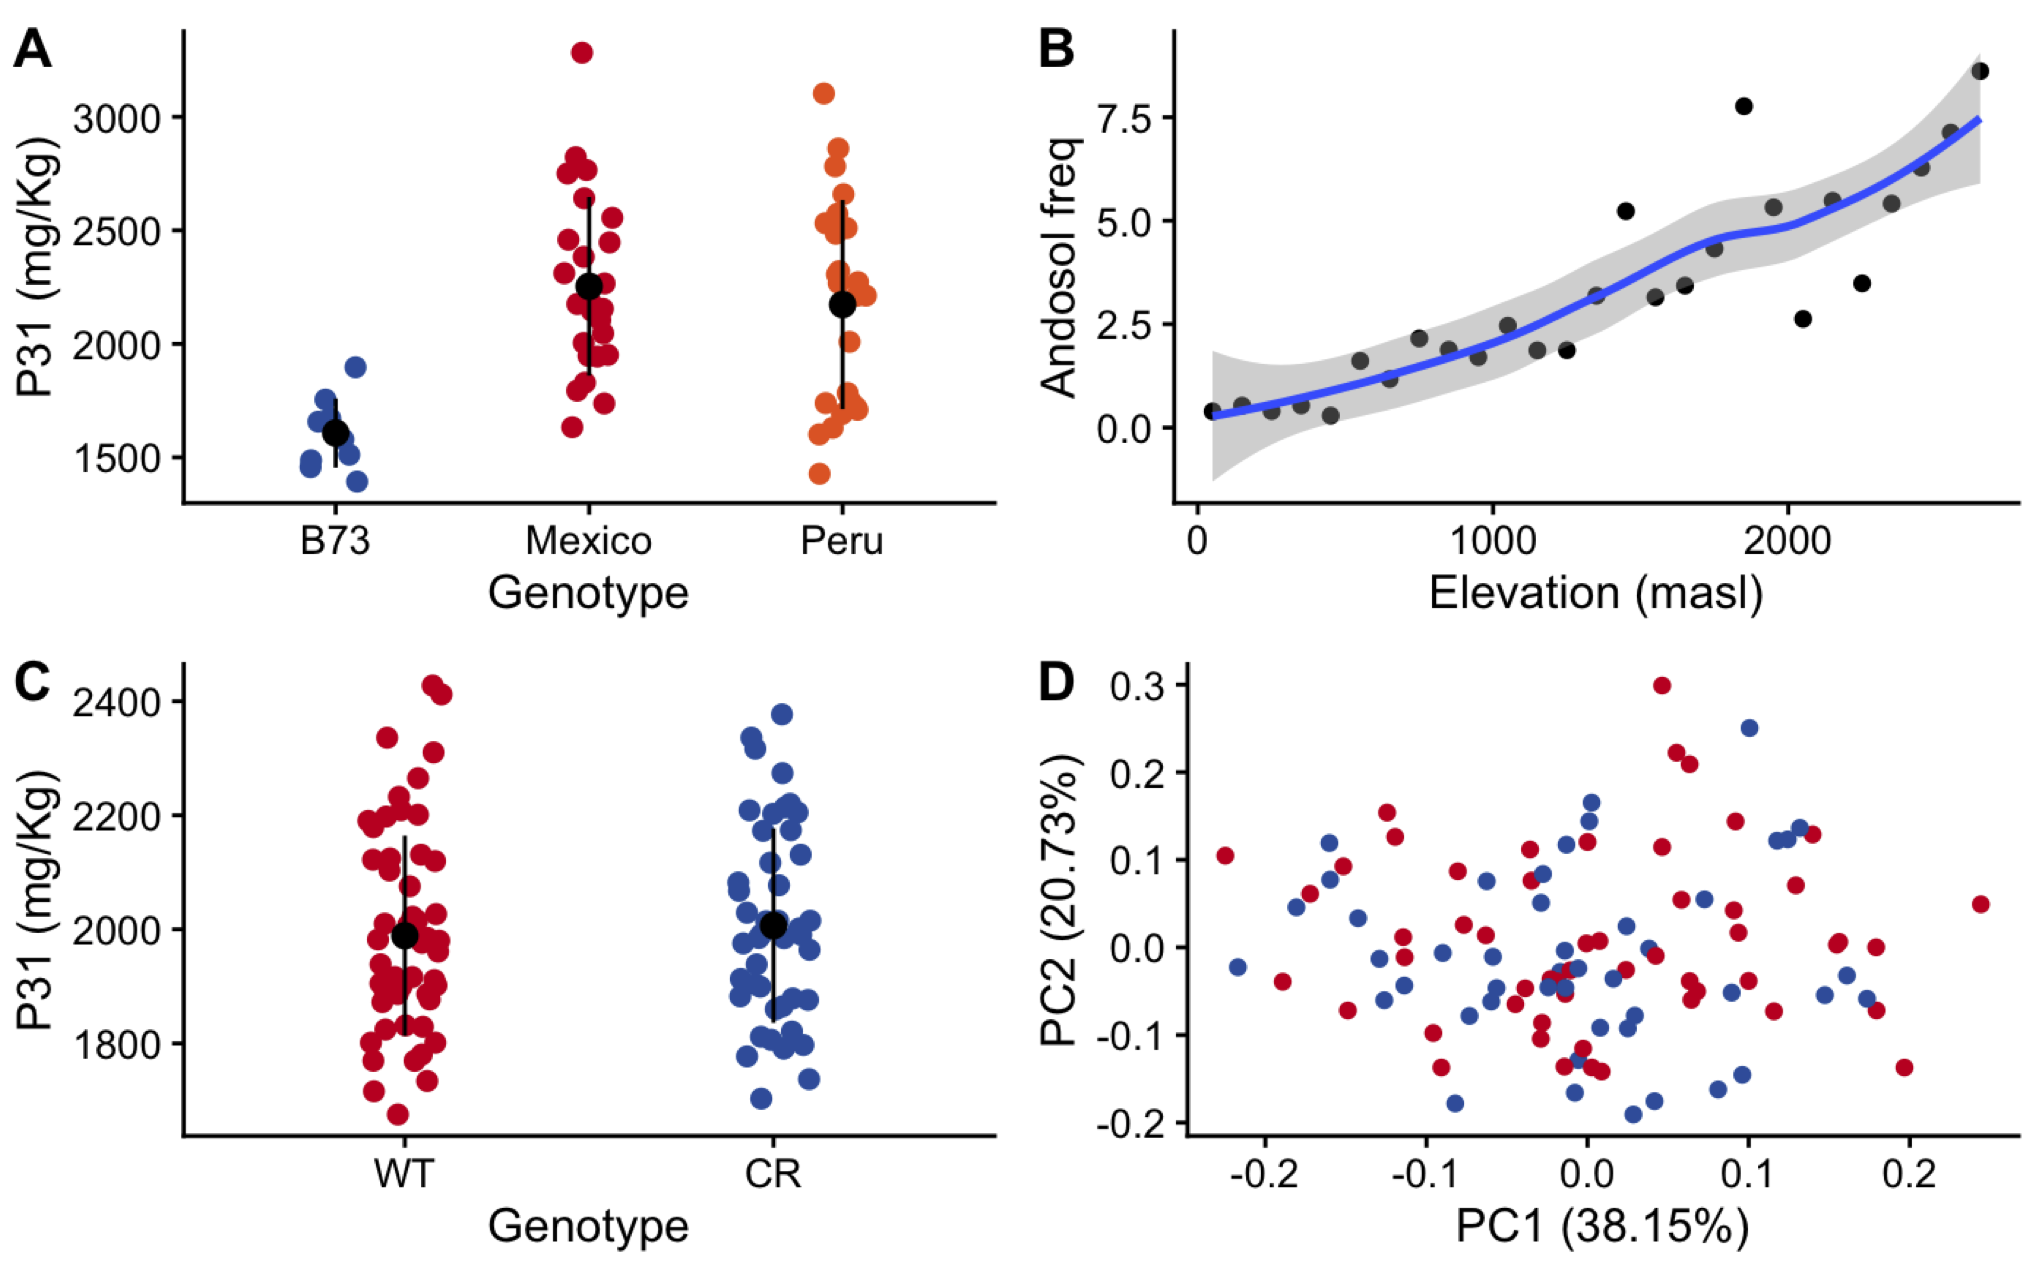 A
P31 (mg/Kg)
3000
2500
2000
1500
B73 Mexico Peru
Genotype
B
Andosol freq
7.5
5.0
2.5
0.0
0 1000 2000
Elevation (masl)
C
P31 (mg/Kg)
2400
2200
2000
1800
WT CR
Genotype
D
PC2 (20.73%)
0.3
0.2
0.1
0.0
-0.1
-0.2
-0.2 -0.1 0.0 0.1 0.2
PC1 (38.15%)